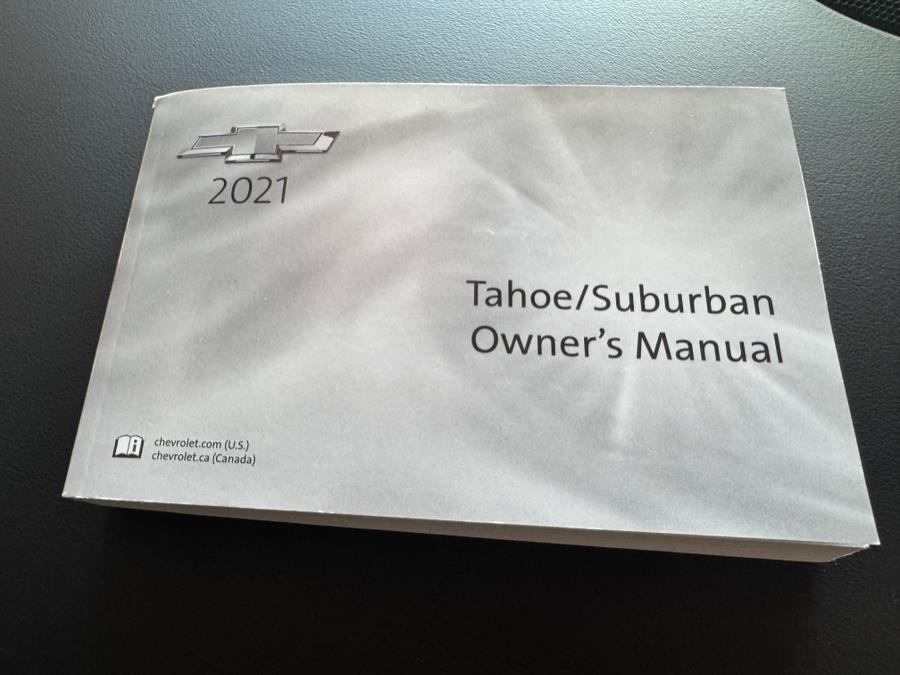 2021
Tahoe/Suburban
Owner's Manual
chevrolet.com (U.S.)
chevrolet.ca (Canada)